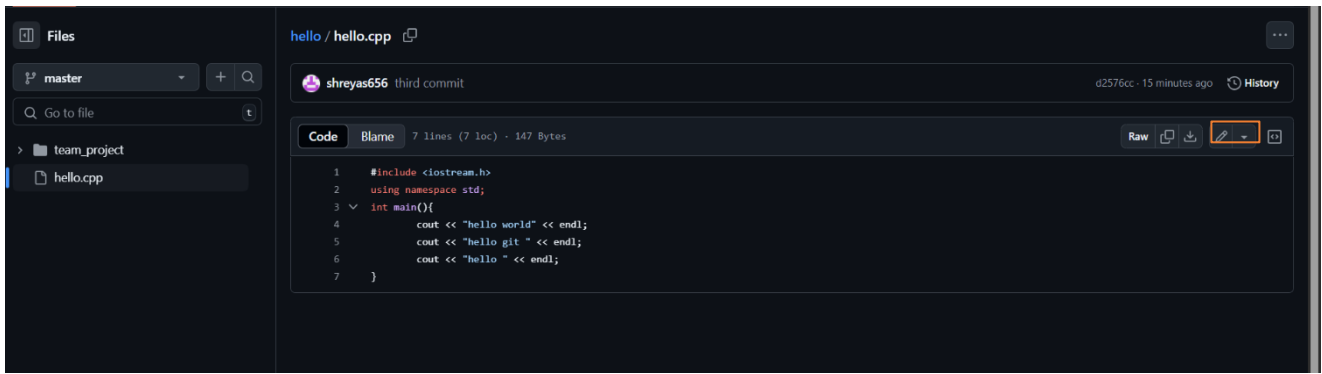 Files
master
Go to file
t
team_project
hello.cpp
hello / hello.cpp
shreyas656 third commit
d2576cc · 15 minutes ago
History
Code Blame 7 lines (7 loc) · 147 Bytes
Raw
1 #include <iostream.h>
2 using namespace std;
3 int main(){
4 cout << "hello world" << endl;
5 cout << "hello git " << endl;
6 cout << "hello " << endl;
7 }